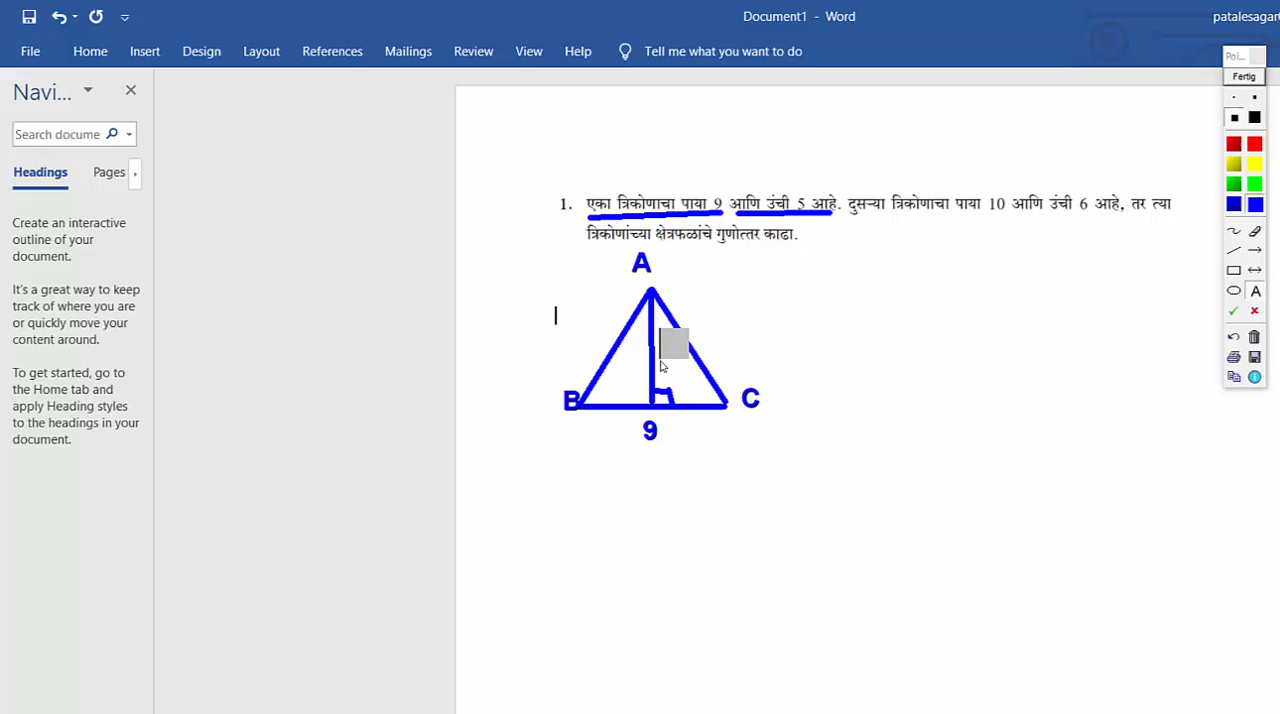 Document1 - Word
patalesagar
File Home Insert Design Layout References Mailings Review View Help Tell me what you want to do
Navi...
Search docume
Headings Pages
Create an interactive
outline of your
document.
It's a great way to keep
track of where you are
or quickly move your
content around.
To get started, go to
the Home tab and
apply Heading styles
to the headings in your
document.
1. एका त्रिकोणाचा पाया 9 आणि उंची 5 आहे. दुसऱ्या त्रिकोणाचा पाया 10 आणि उंची 6 आहे, तर त्या
त्रिकोणांच्या क्षेत्रफळांचे गुणोत्तर काढा.
A
B
C
9
Poi...
Fertig
A